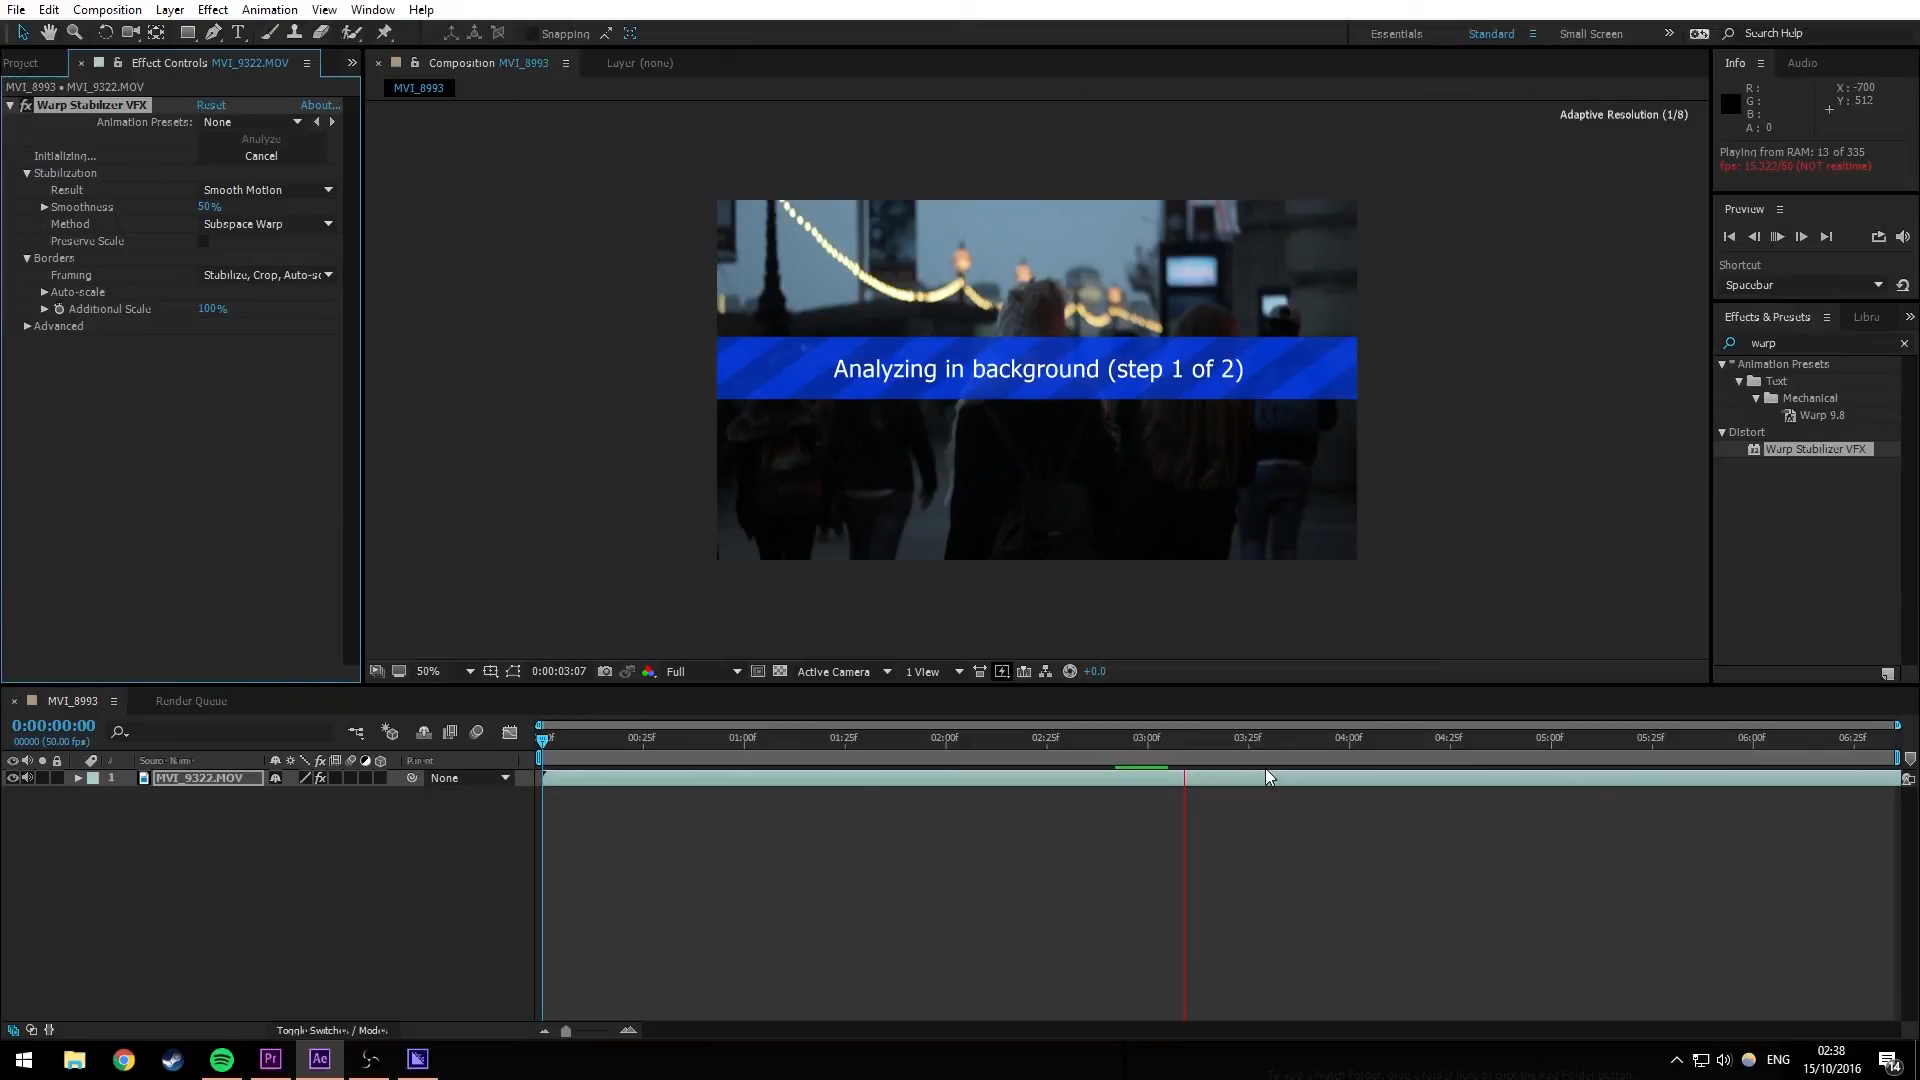 File Edit Composition Layer Effect Animation View Window Help
Snapping
Essentials Standard Small Screen Search Help
Project Effect Controls MVI_9322.MOV
MVI_8993 • MVI_9322.MOV
Warp Stabilizer VFX Reset About...
Animation Presets: None
Analyze
Initializing... Cancel
Stabilization
Result Smooth Motion
Smoothness 50%
Method Subspace Warp
Preserve Scale
Borders
Framing Stabilize, Crop, Auto-sc
Auto-scale
Additional Scale 100%
Advanced
Composition MVI_8993 Layer (none)
MVI_8993
Adaptive Resolution (1/8)
Analyzing in background (step 1 of 2)
50% 0:00:03:07 Full Active Camera 1 View +0.0
Info Audio
R: X: -700
G: Y: 512
B:
A: 0
Playing from RAM: 13 of 335
fps: 15.322/50 (NOT realtime)
Preview
Shortcut
Spacebar
Effects & Presets Libra
warp
* Animation Presets
Text
Mechanical
Warp 9.8
Distort
Warp Stabilizer VFX
MVI_8993 Render Queue
0:00:00:00
00000 (50.00 fps)
00:25f 01:00f 01:25f 02:00f 02:25f 03:00f 03:25f 04:00f 04:25f 05:00f 05:25f 06:00f 06:25f
# Source Name fx Parent
1 MVI_9322.MOV fx None
Toggle Switches / Modes
Pr Ae
ENG 02:38
15/10/2016
14